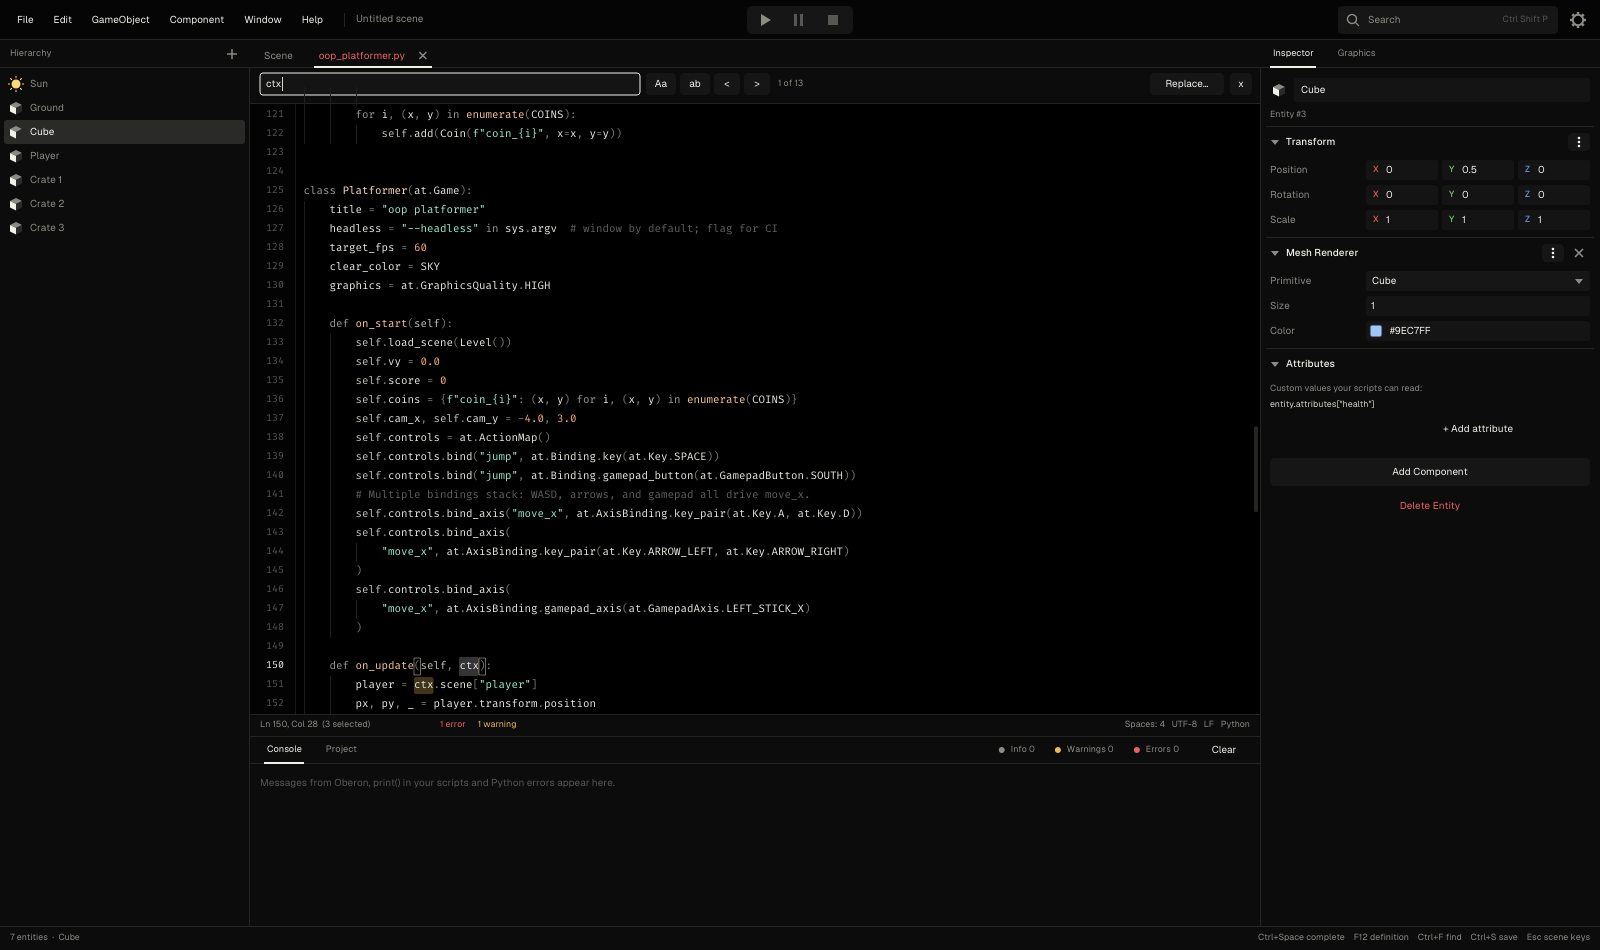 File Edit GameObject Component Window Help Untitled scene
Search Ctrl Shift P
Hierarchy
Sun
Ground
Cube
Player
Crate 1
Crate 2
Crate 3
Scene oop_platformer.py
ctx Aa ab < > 1 of 13 Replace... x
121 for i, (x, y) in enumerate(COINS):
122 self.add(Coin(f"coin_{i}", x=x, y=y))
123
124
125 class Platformer(at.Game):
126 title = "oop platformer"
127 headless = "--headless" in sys.argv  # window by default; flag for CI
128 target_fps = 60
129 clear_color = SKY
130 graphics = at.GraphicsQuality.HIGH
131
132 def on_start(self):
133 self.load_scene(Level())
134 self.vy = 0.0
135 self.score = 0
136 self.coins = {f"coin_{i}": (x, y) for i, (x, y) in enumerate(COINS)}
137 self.cam_x, self.cam_y = -4.0, 3.0
138 self.controls = at.ActionMap()
139 self.controls.bind("jump", at.Binding.key(at.Key.SPACE))
140 self.controls.bind("jump", at.Binding.gamepad_button(at.GamepadButton.SOUTH))
141 # Multiple bindings stack: WASD, arrows, and gamepad all drive move_x.
142 self.controls.bind_axis("move_x", at.AxisBinding.key_pair(at.Key.A, at.Key.D))
143 self.controls.bind_axis(
144 "move_x", at.AxisBinding.key_pair(at.Key.ARROW_LEFT, at.Key.ARROW_RIGHT)
145 )
146 self.controls.bind_axis(
147 "move_x", at.AxisBinding.gamepad_axis(at.GamepadAxis.LEFT_STICK_X)
148 )
149
150 def on_update(self, ctx):
151 player = ctx.scene["player"]
152 px, py, _ = player.transform.position
Ln 150, Col 28 (3 selected) 1 error 1 warning Spaces: 4 UTF-8 LF Python
Console Project Info 0 Warnings 0 Errors 0 Clear
Messages from Oberon, print() in your scripts and Python errors appear here.
Inspector Graphics
Cube
Entity #3
Transform
Position X 0 Y 0.5 Z 0
Rotation X 0 Y 0 Z 0
Scale X 1 Y 1 Z 1
Mesh Renderer
Primitive Cube
Size 1
Color #9EC7FF
Attributes
Custom values your scripts can read:
entity.attributes["health"]
+ Add attribute
Add Component
Delete Entity
7 entities · Cube
Ctrl+Space complete F12 definition Ctrl+F find Ctrl+S save Esc scene keys